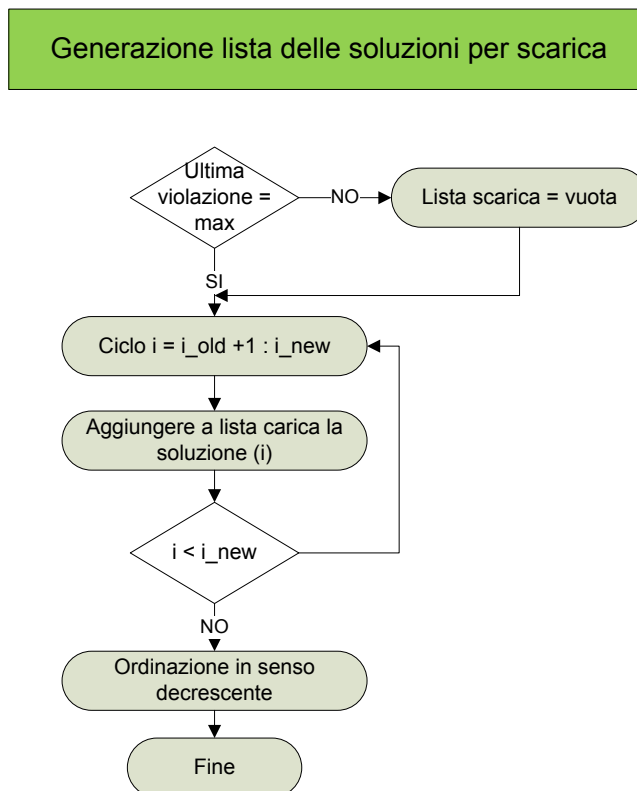 Generazione lista delle soluzioni per scarica
Ultima
violazione =
max
NO
Lista scarica = vuota
SI
Ciclo i = i_old +1 : i_new
Aggiungere a lista carica la
soluzione (i)
i < i_new
NO
Ordinazione in senso
decrescente
Fine